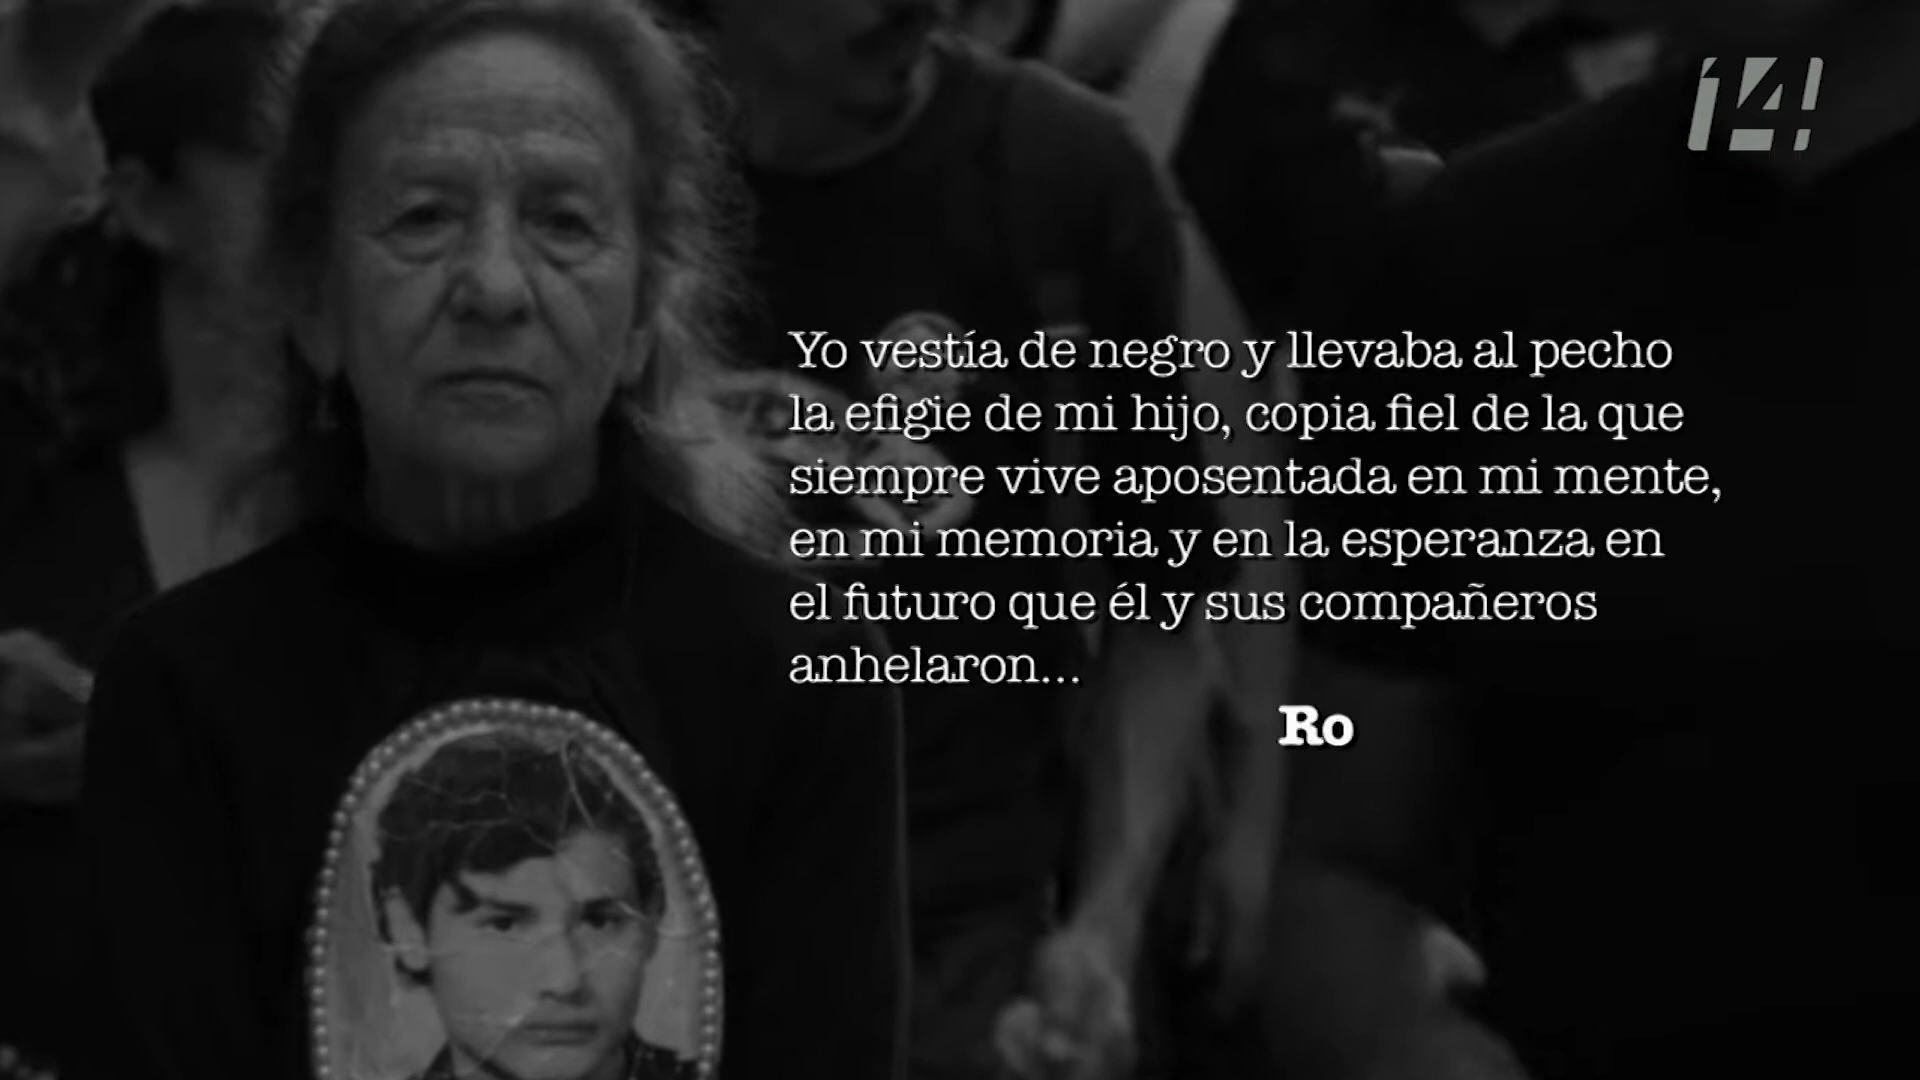 14!
Yo vestía de negro y llevaba al pecho
la efigie de mi hijo, copia fiel de la que
siempre vive aposentada en mi mente,
en mi memoria y en la esperanza en
el futuro que él y sus compañeros
anhelaron...
Ro